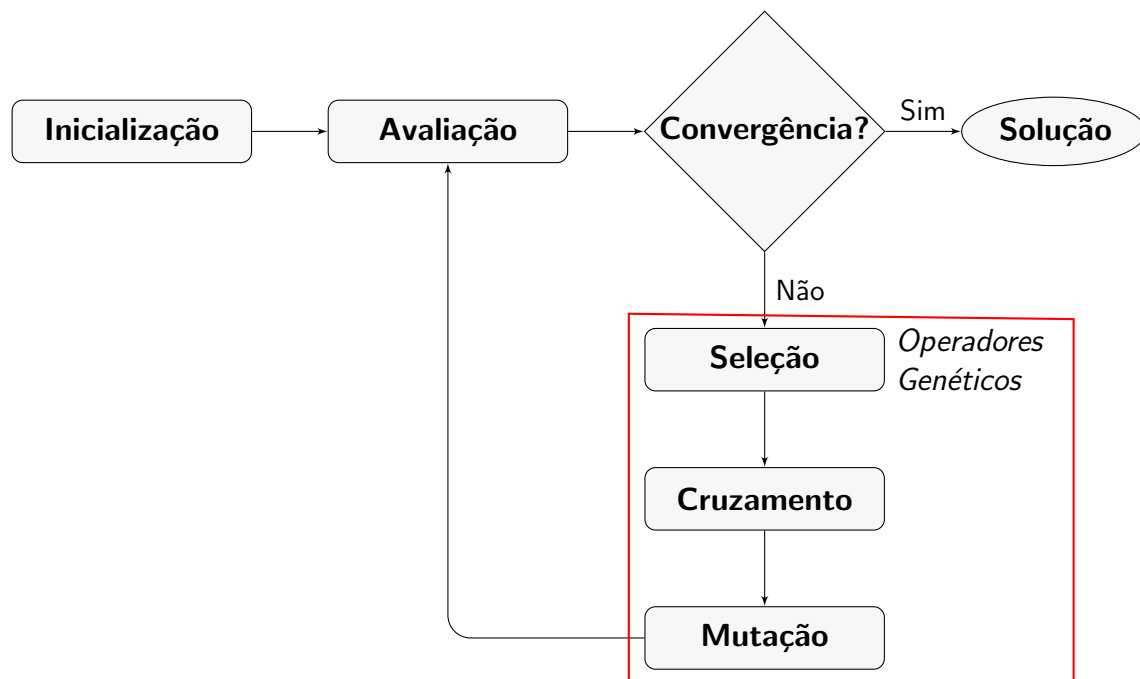 Inicialização
Avaliação
Convergência?
Sim
Solução
Não
Seleção
Operadores
Genéticos
Cruzamento
Mutação